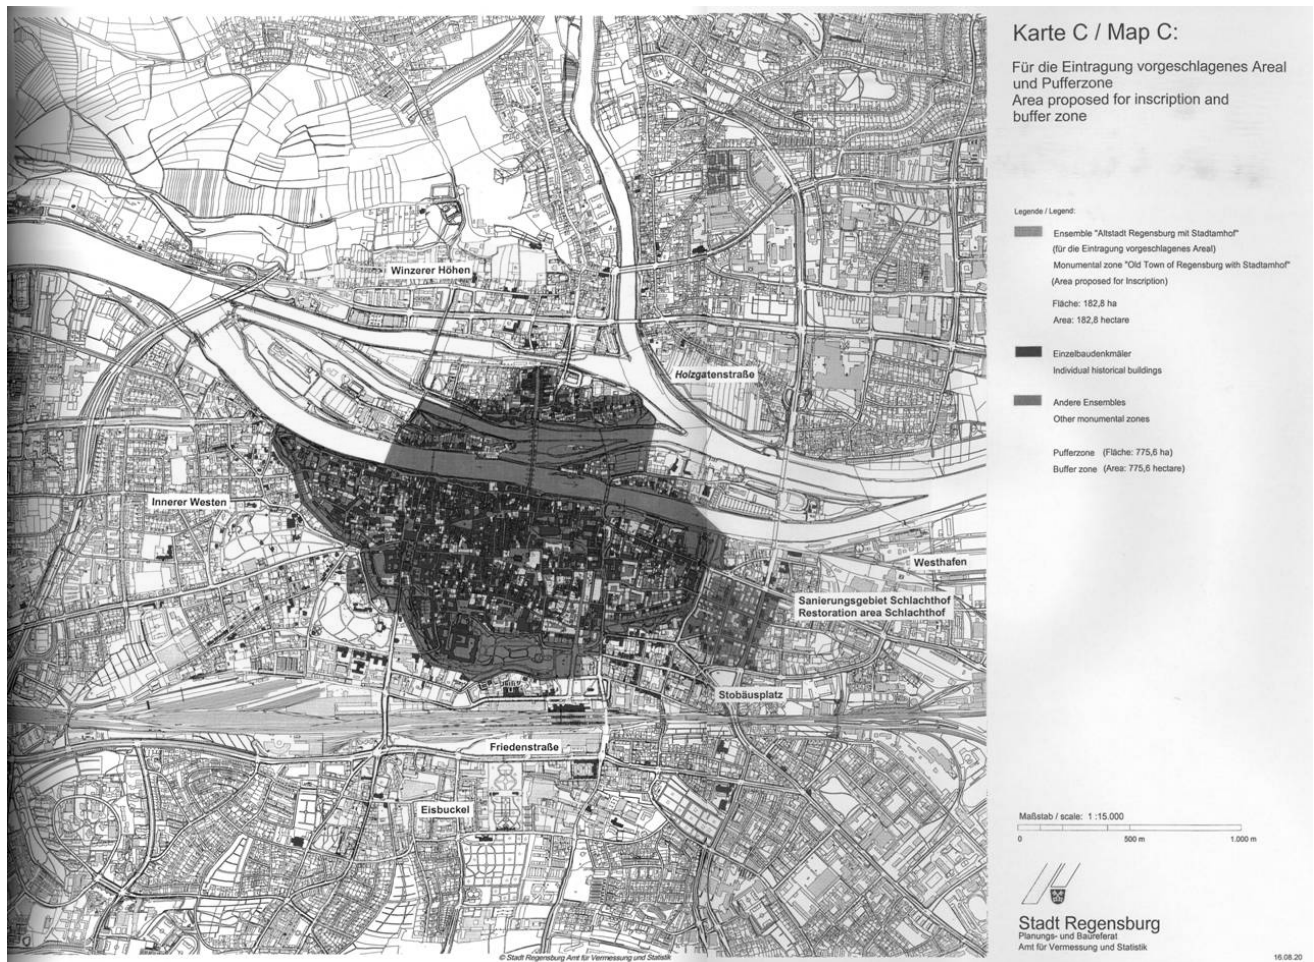 Karte C / Map C:
Für die Eintragung vorgeschlagenes Areal
und Pufferzone
Area proposed for inscription and
buffer zone
Legende / Legend:
Ensemble "Altstadt Regensburg mit Stadtamhof"
(für die Eintragung vorgeschlagenes Areal)
Monumental zone "Old Town of Regensburg with Stadtamhof"
(Area proposed for Inscription)
Fläche: 182,8 ha
Area: 182,8 hectare
Einzelbaudenkmäler
Individual historical buildings
Andere Ensembles
Other monumental zones
Pufferzone (Fläche: 775,6 ha)
Buffer zone (Area: 775,6 hectare)
Winzerer Höhen
Holzgatenstraße
Innerer Westen
Westhafen
Sanierungsgebiet Schlachthof
Restoration area Schlachthof
Stobäusplatz
Friedenstraße
Eisbuckel
Maßstab / scale: 1 :15.000
0 500 m 1.000 m
Stadt Regensburg
Planungs- und Baureferat
Amt für Vermessung und Statistik
© Stadt Regensburg Amt für Vermessung und Statistik
16.08.20